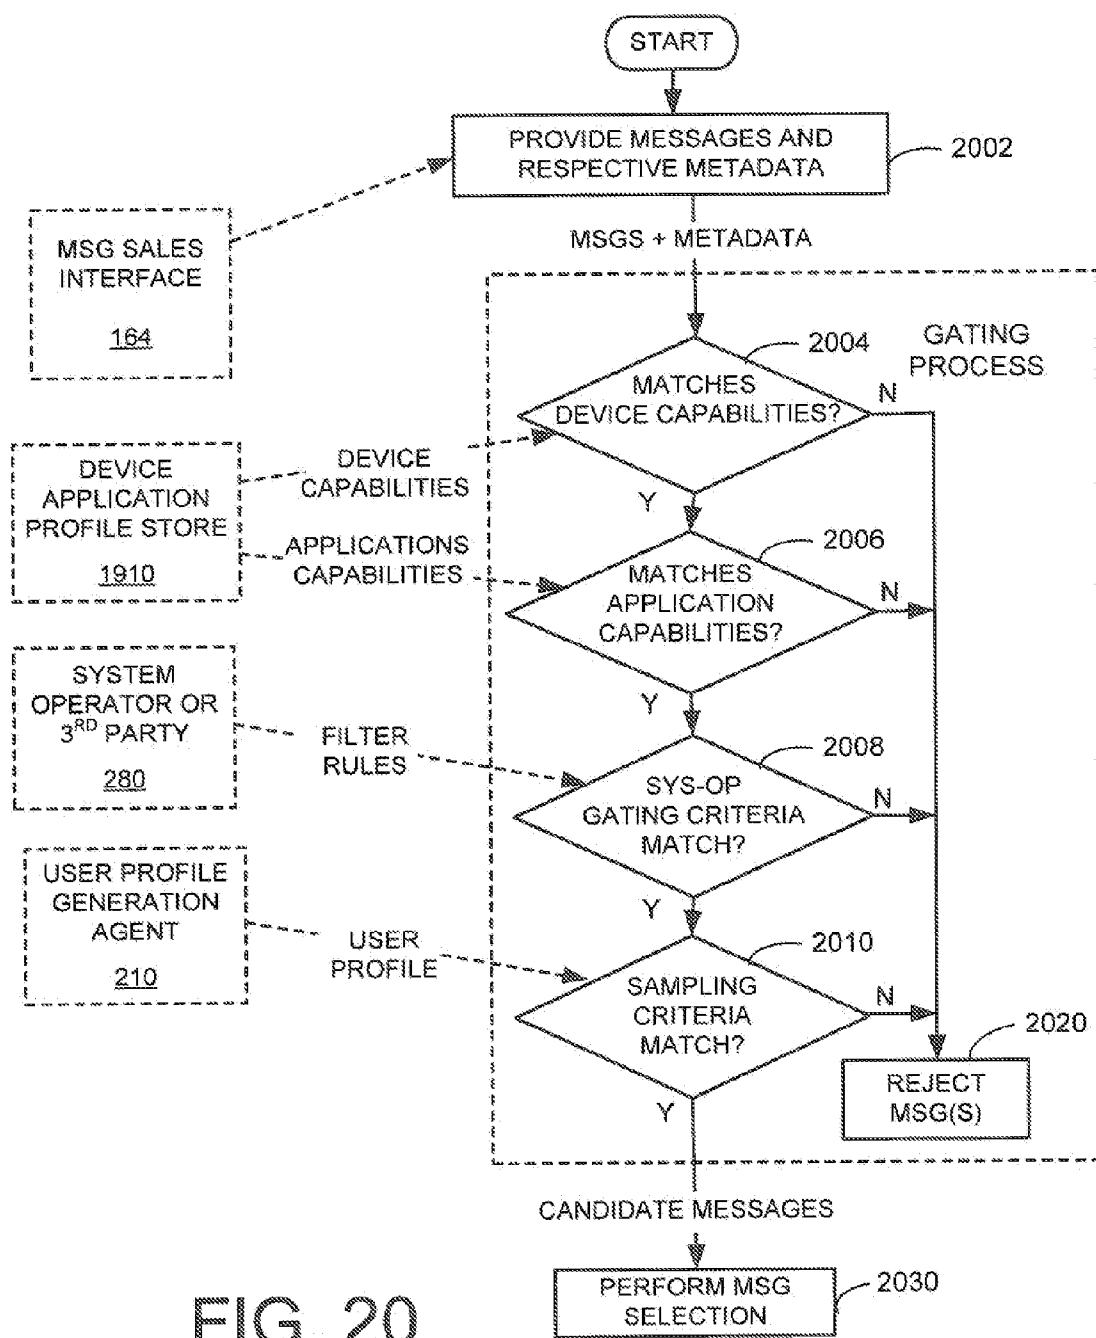 START
PROVIDE MESSAGES AND
RESPECTIVE METADATA
2002
MSG SALES
INTERFACE
164
MSGS + METADATA
GATING
PROCESS
2004
MATCHES
DEVICE CAPABILITIES?
N
Y
DEVICE
APPLICATION
PROFILE STORE
1910
DEVICE
CAPABILITIES
APPLICATIONS
CAPABILITIES
2006
MATCHES
APPLICATION
CAPABILITIES?
N
Y
SYSTEM
OPERATOR OR
3RD PARTY
280
FILTER
RULES
2008
SYS-OP
GATING CRITERIA
MATCH?
N
Y
USER PROFILE
GENERATION
AGENT
210
USER
PROFILE
2010
SAMPLING
CRITERIA
MATCH?
N
Y
2020
REJECT
MSG(S)
CANDIDATE MESSAGES
PERFORM MSG
SELECTION
2030
FIG. 20